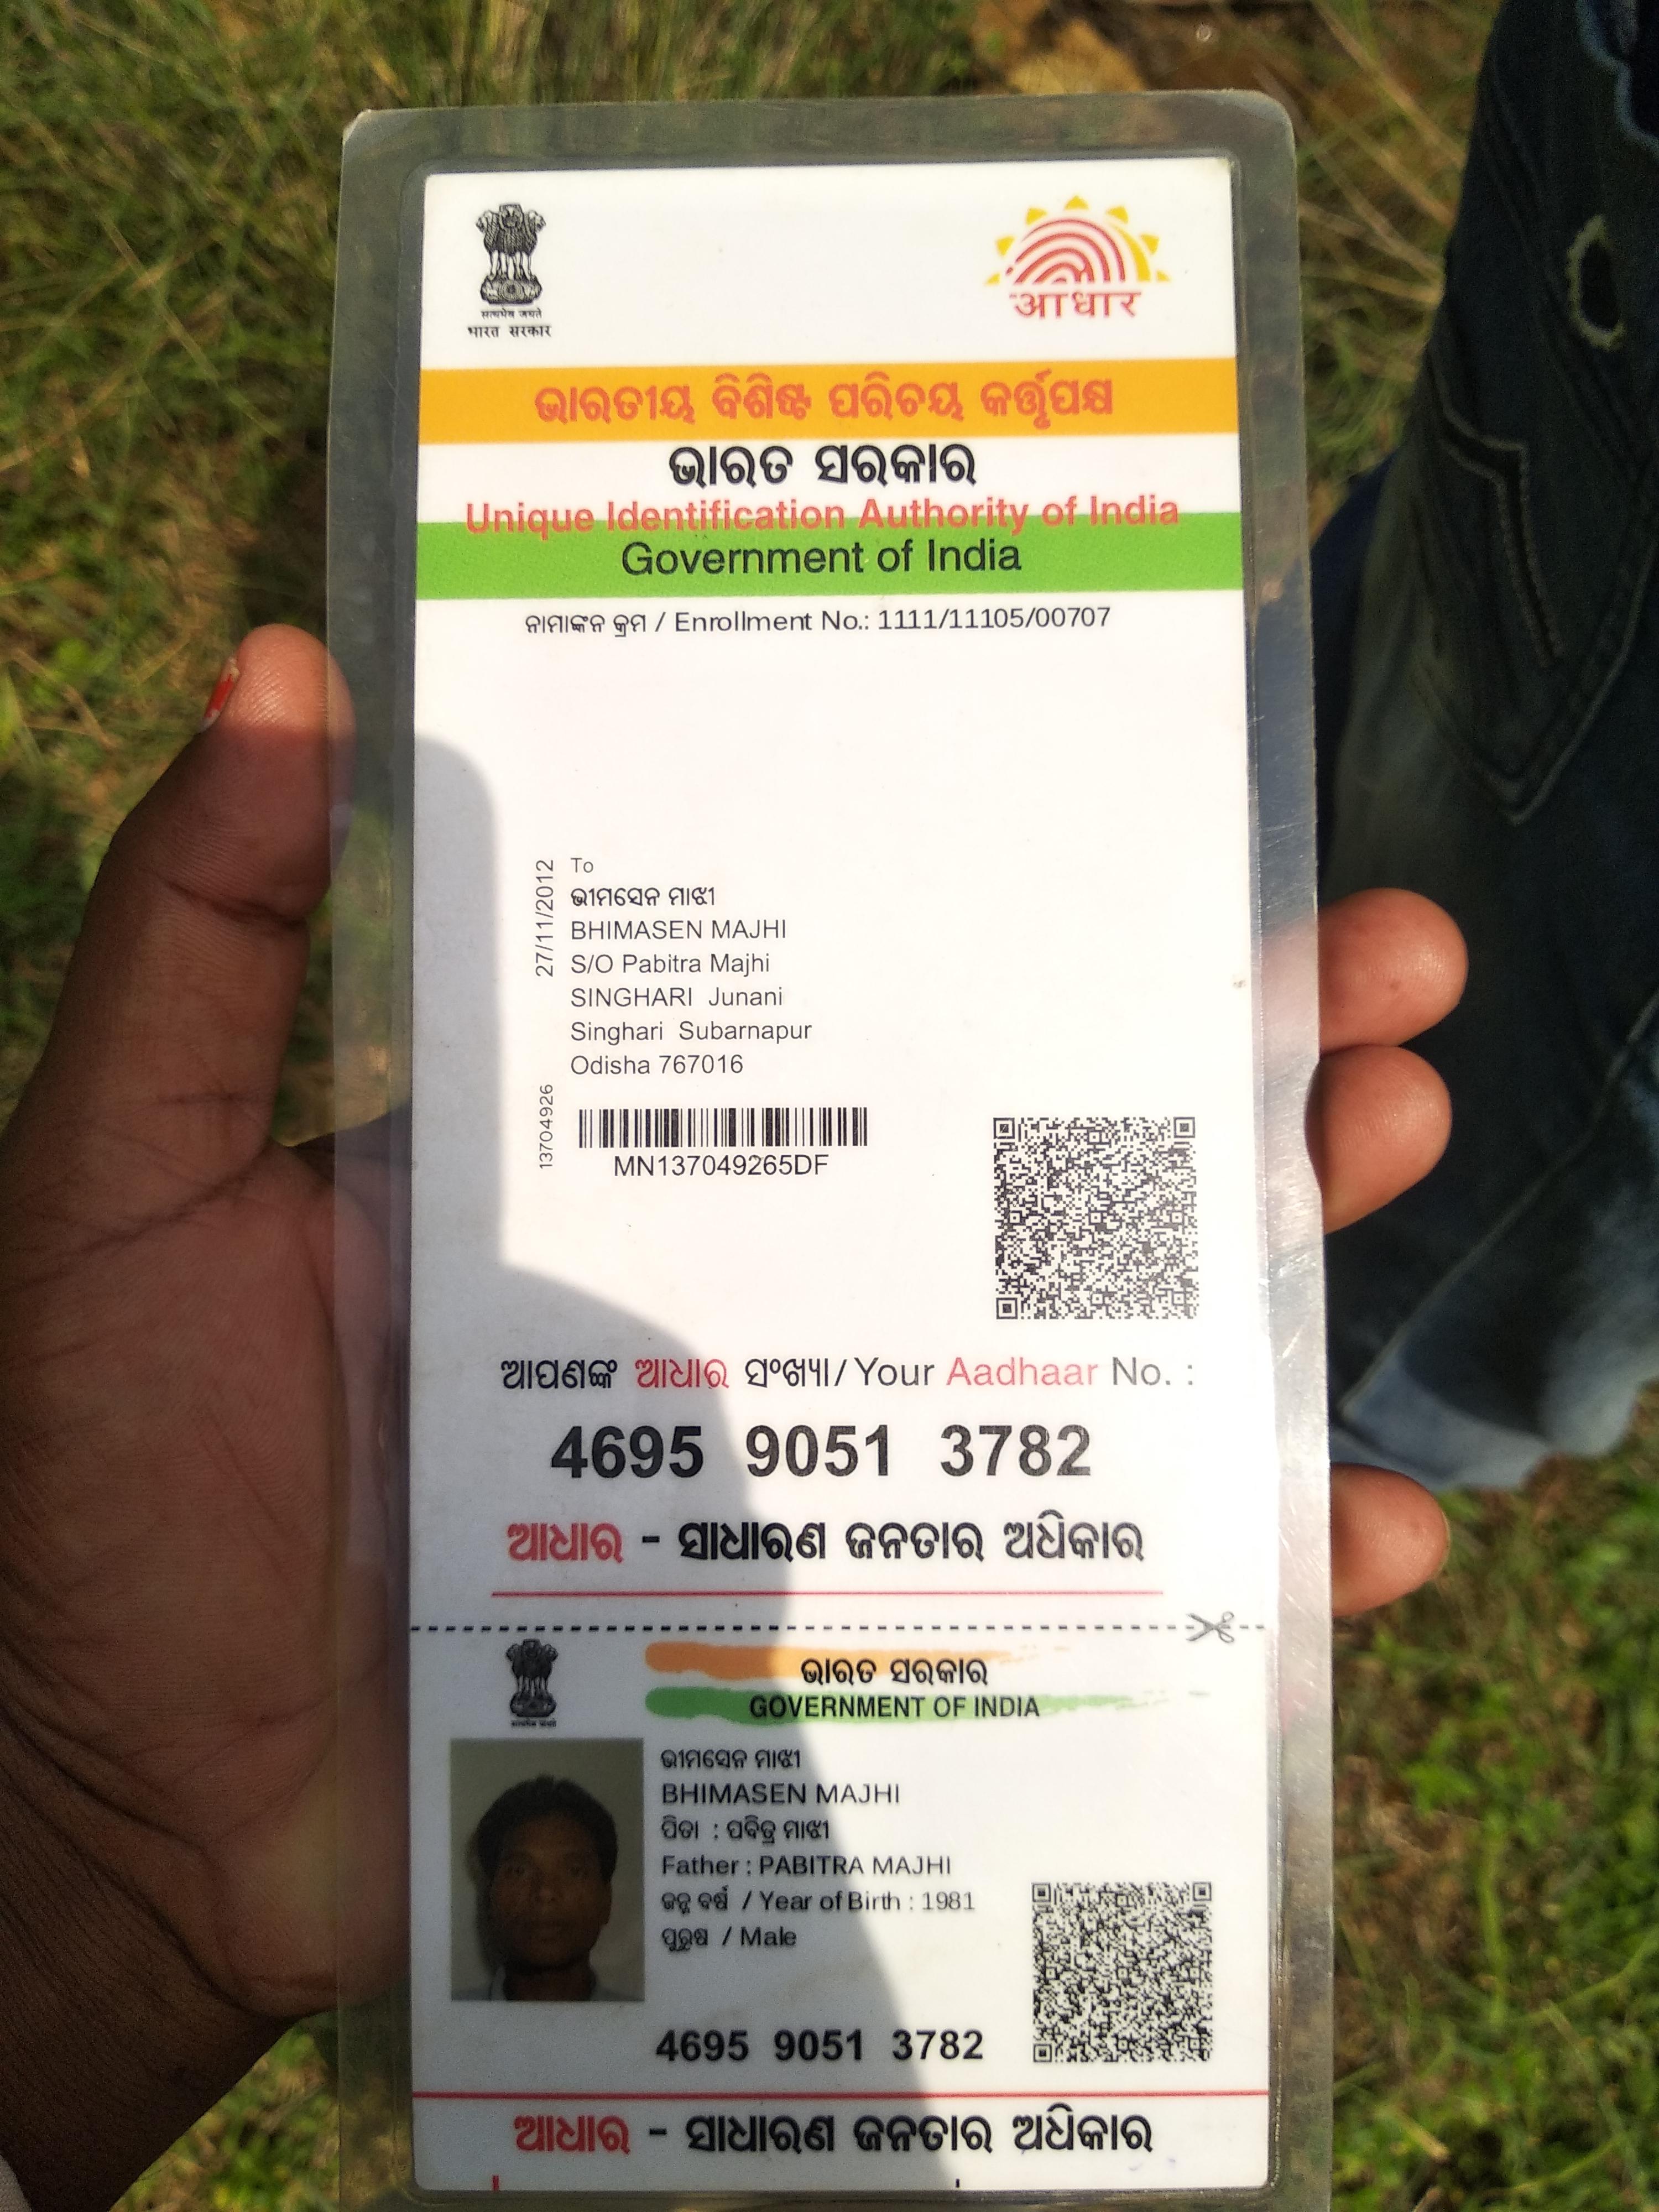 सत्यमेव जयते
भारत सरकार
आधार
ଭାରତୀୟ ବିଶିଷ୍ଟ ପରିଚୟ କର୍ତ୍ତୃପକ୍ଷ
ଭାରତ ସରକାର
Unique Identification Authority of India
Government of India
ନାମାଙ୍କନ କ୍ରମ / Enrollment No.: 1111/11105/00707
27/11/2012
To
ଭୀମସେନ ମାଝୀ
BHIMASEN MAJHI
S/O Pabitra Majhi
SINGHARI Junani
Singhari Subarnapur
Odisha 767016
13704926
MN137049265DF
ଆପଣଙ୍କ ଆଧାର ସଂଖ୍ୟା/ Your Aadhaar No. :
4695 9051 3782
ଆଧାର - ସାଧାରଣ ଜନତାର ଅଧିକାର
ଭାରତ ସରକାର
GOVERNMENT OF INDIA
ଭୀମସେନ ମାଝୀ
BHIMASEN MAJHI
ପିତା : ପବିତ୍ର ମାଝୀ
Father : PABITRA MAJHI
ଜନ୍ମ ବର୍ଷ / Year of Birth : 1981
ପୁରୁଷ / Male
4695 9051 3782
ଆଧାର - ସାଧାରଣ ଜନତାର ଅଧିକାର